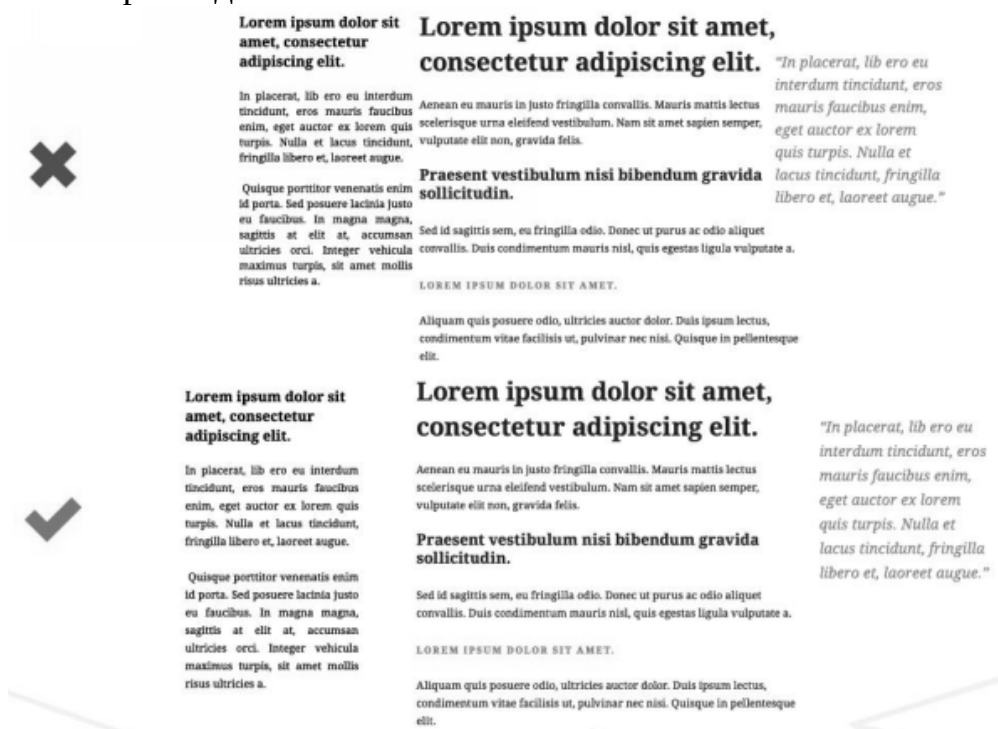 Lorem ipsum dolor sit
amet, consectetur
adipiscing elit.
In placerat, lib ero eu interdum
tincidunt, eros mauris faucibus
enim, eget auctor ex lorem quis
turpis. Nulla et lacus tincidunt,
fringilla libero et, laoreet augue.
Quisque porttitor venenatis enim
id porta. Sed posuere lacinia justo
eu faucibus. In magna magna,
sagittis at elit at, accumsan
ultricies orci. Integer vehicula
maximus turpis, sit amet mollis
risus ultricies a.
Lorem ipsum dolor sit amet,
consectetur adipiscing elit.
Aenean eu mauris in justo fringilla convallis. Mauris mattis lectus
scelerisque urna eleifend vestibulum. Nam sit amet sapien semper,
vulputate elit non, gravida felis.
Praesent vestibulum nisi bibendum gravida
sollicitudin.
Sed id sagittis sem, eu fringilla odio. Donec ut purus ac odio aliquet
convallis. Duis condimentum mauris nisl, quis egestas ligula vulputate a.
LOREM IPSUM DOLOR SIT AMET.
Aliquam quis posuere odio, ultricies auctor dolor. Duis ipsum lectus,
condimentum vitae facilisis ut, pulvinar nec nisi. Quisque in pellentesque
elit.
"In placerat, lib ero eu
interdum tincidunt, eros
mauris faucibus enim,
eget auctor ex lorem
quis turpis. Nulla et
lacus tincidunt, fringilla
libero et, laoreet augue."
Lorem ipsum dolor sit
amet, consectetur
adipiscing elit.
In placerat, lib ero eu interdum
tincidunt, eros mauris faucibus
enim, eget auctor ex lorem quis
turpis. Nulla et lacus tincidunt,
fringilla libero et, laoreet augue.
Quisque porttitor venenatis enim
id porta. Sed posuere lacinia justo
eu faucibus. In magna magna,
sagittis at elit at, accumsan
ultricies orci. Integer vehicula
maximus turpis, sit amet mollis
risus ultricies a.
Lorem ipsum dolor sit amet,
consectetur adipiscing elit.
Aenean eu mauris in justo fringilla convallis. Mauris mattis lectus
scelerisque urna eleifend vestibulum. Nam sit amet sapien semper,
vulputate elit non, gravida felis.
Praesent vestibulum nisi bibendum gravida
sollicitudin.
Sed id sagittis sem, eu fringilla odio. Donec ut purus ac odio aliquet
convallis. Duis condimentum mauris nisl, quis egestas ligula vulputate a.
LOREM IPSUM DOLOR SIT AMET.
Aliquam quis posuere odio, ultricies auctor dolor. Duis ipsum lectus,
condimentum vitae facilisis ut, pulvinar nec nisi. Quisque in pellentesque
elit.
"In placerat, lib ero eu
interdum tincidunt, eros
mauris faucibus enim,
eget auctor ex lorem
quis turpis. Nulla et
lacus tincidunt, fringilla
libero et, laoreet augue."